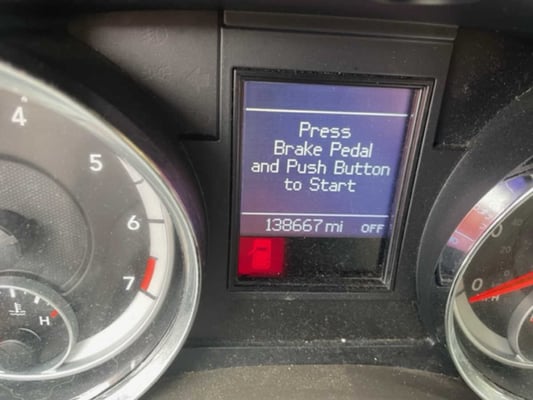 Press
Brake Pedal
and Push Button
to Start
138667 mi OFF
4
5
6
7
H
0